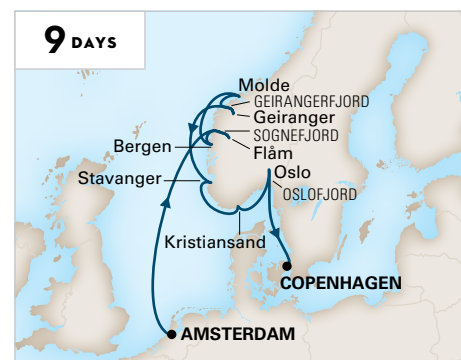 9 DAYS
Molde
GEIRANGERFJORD
Geiranger
SOGNEFJORD
Bergen
Flåm
Stavanger
Oslo
OSLOFJORD
Kristiansand
COPENHAGEN
AMSTERDAM